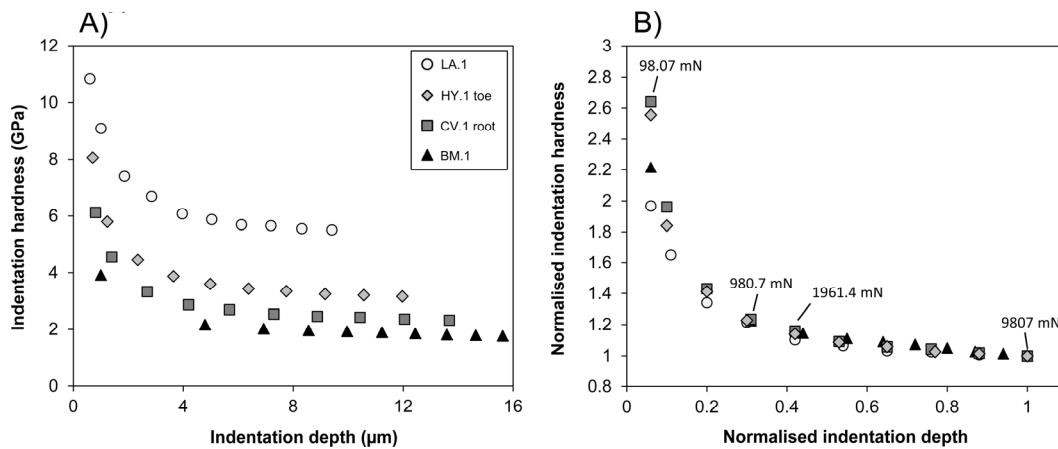 A)
12
10
8
6
4
2
0
0 4 8 12 16
Indentation hardness (GPa)
Indentation depth (µm)
LA.1
HY.1 toe
CV.1 root
BM.1
B)
3
2.8
2.6
2.4
2.2
2
1.8
1.6
1.4
1.2
1
0.8
0 0.2 0.4 0.6 0.8 1
Normalised indentation hardness
Normalised indentation depth
98.07 mN
980.7 mN
1961.4 mN
9807 mN